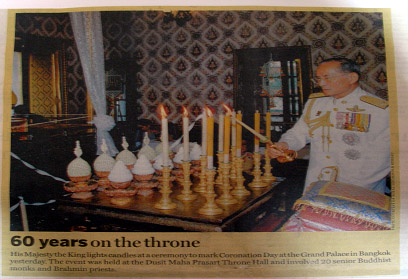 60 years on the throne
His Majesty the King lights candles at a ceremony to mark Coronation Day at the Grand Palace in Bangkok
yesterday. The event was held at the Dusit Maha Prasart Throne Hall and involved 20 senior Buddhist
monks and Brahmin priests.